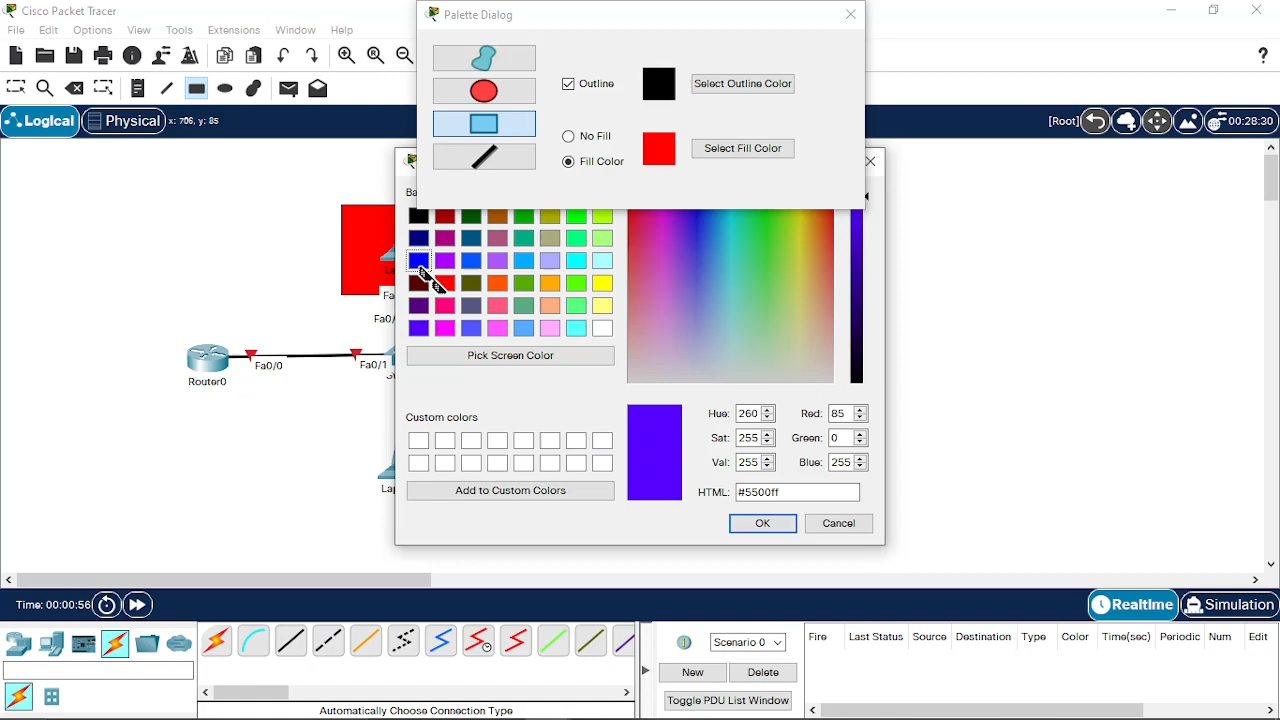 Cisco Packet Tracer
Palette Dialog
File Edit Options View Tools Extensions Window Help
Outline
Select Outline Color
Logical
Physical
x: 706, y: 85
[Root]
00:28:30
No Fill
Fill Color
Select Fill Color
Ba
La
Fa
Fa0/
Router0
Fa0/0
Fa0/1
Lap
Pick Screen Color
Custom colors
Add to Custom Colors
Hue: 260
Red: 85
Sat: 255
Green: 0
Val: 255
Blue: 255
HTML: #5500ff
OK
Cancel
Time: 00:00:56
Realtime
Simulation
Scenario 0
Fire Last Status Source Destination Type Color Time(sec) Periodic Num Edit
New
Delete
Toggle PDU List Window
Automatically Choose Connection Type